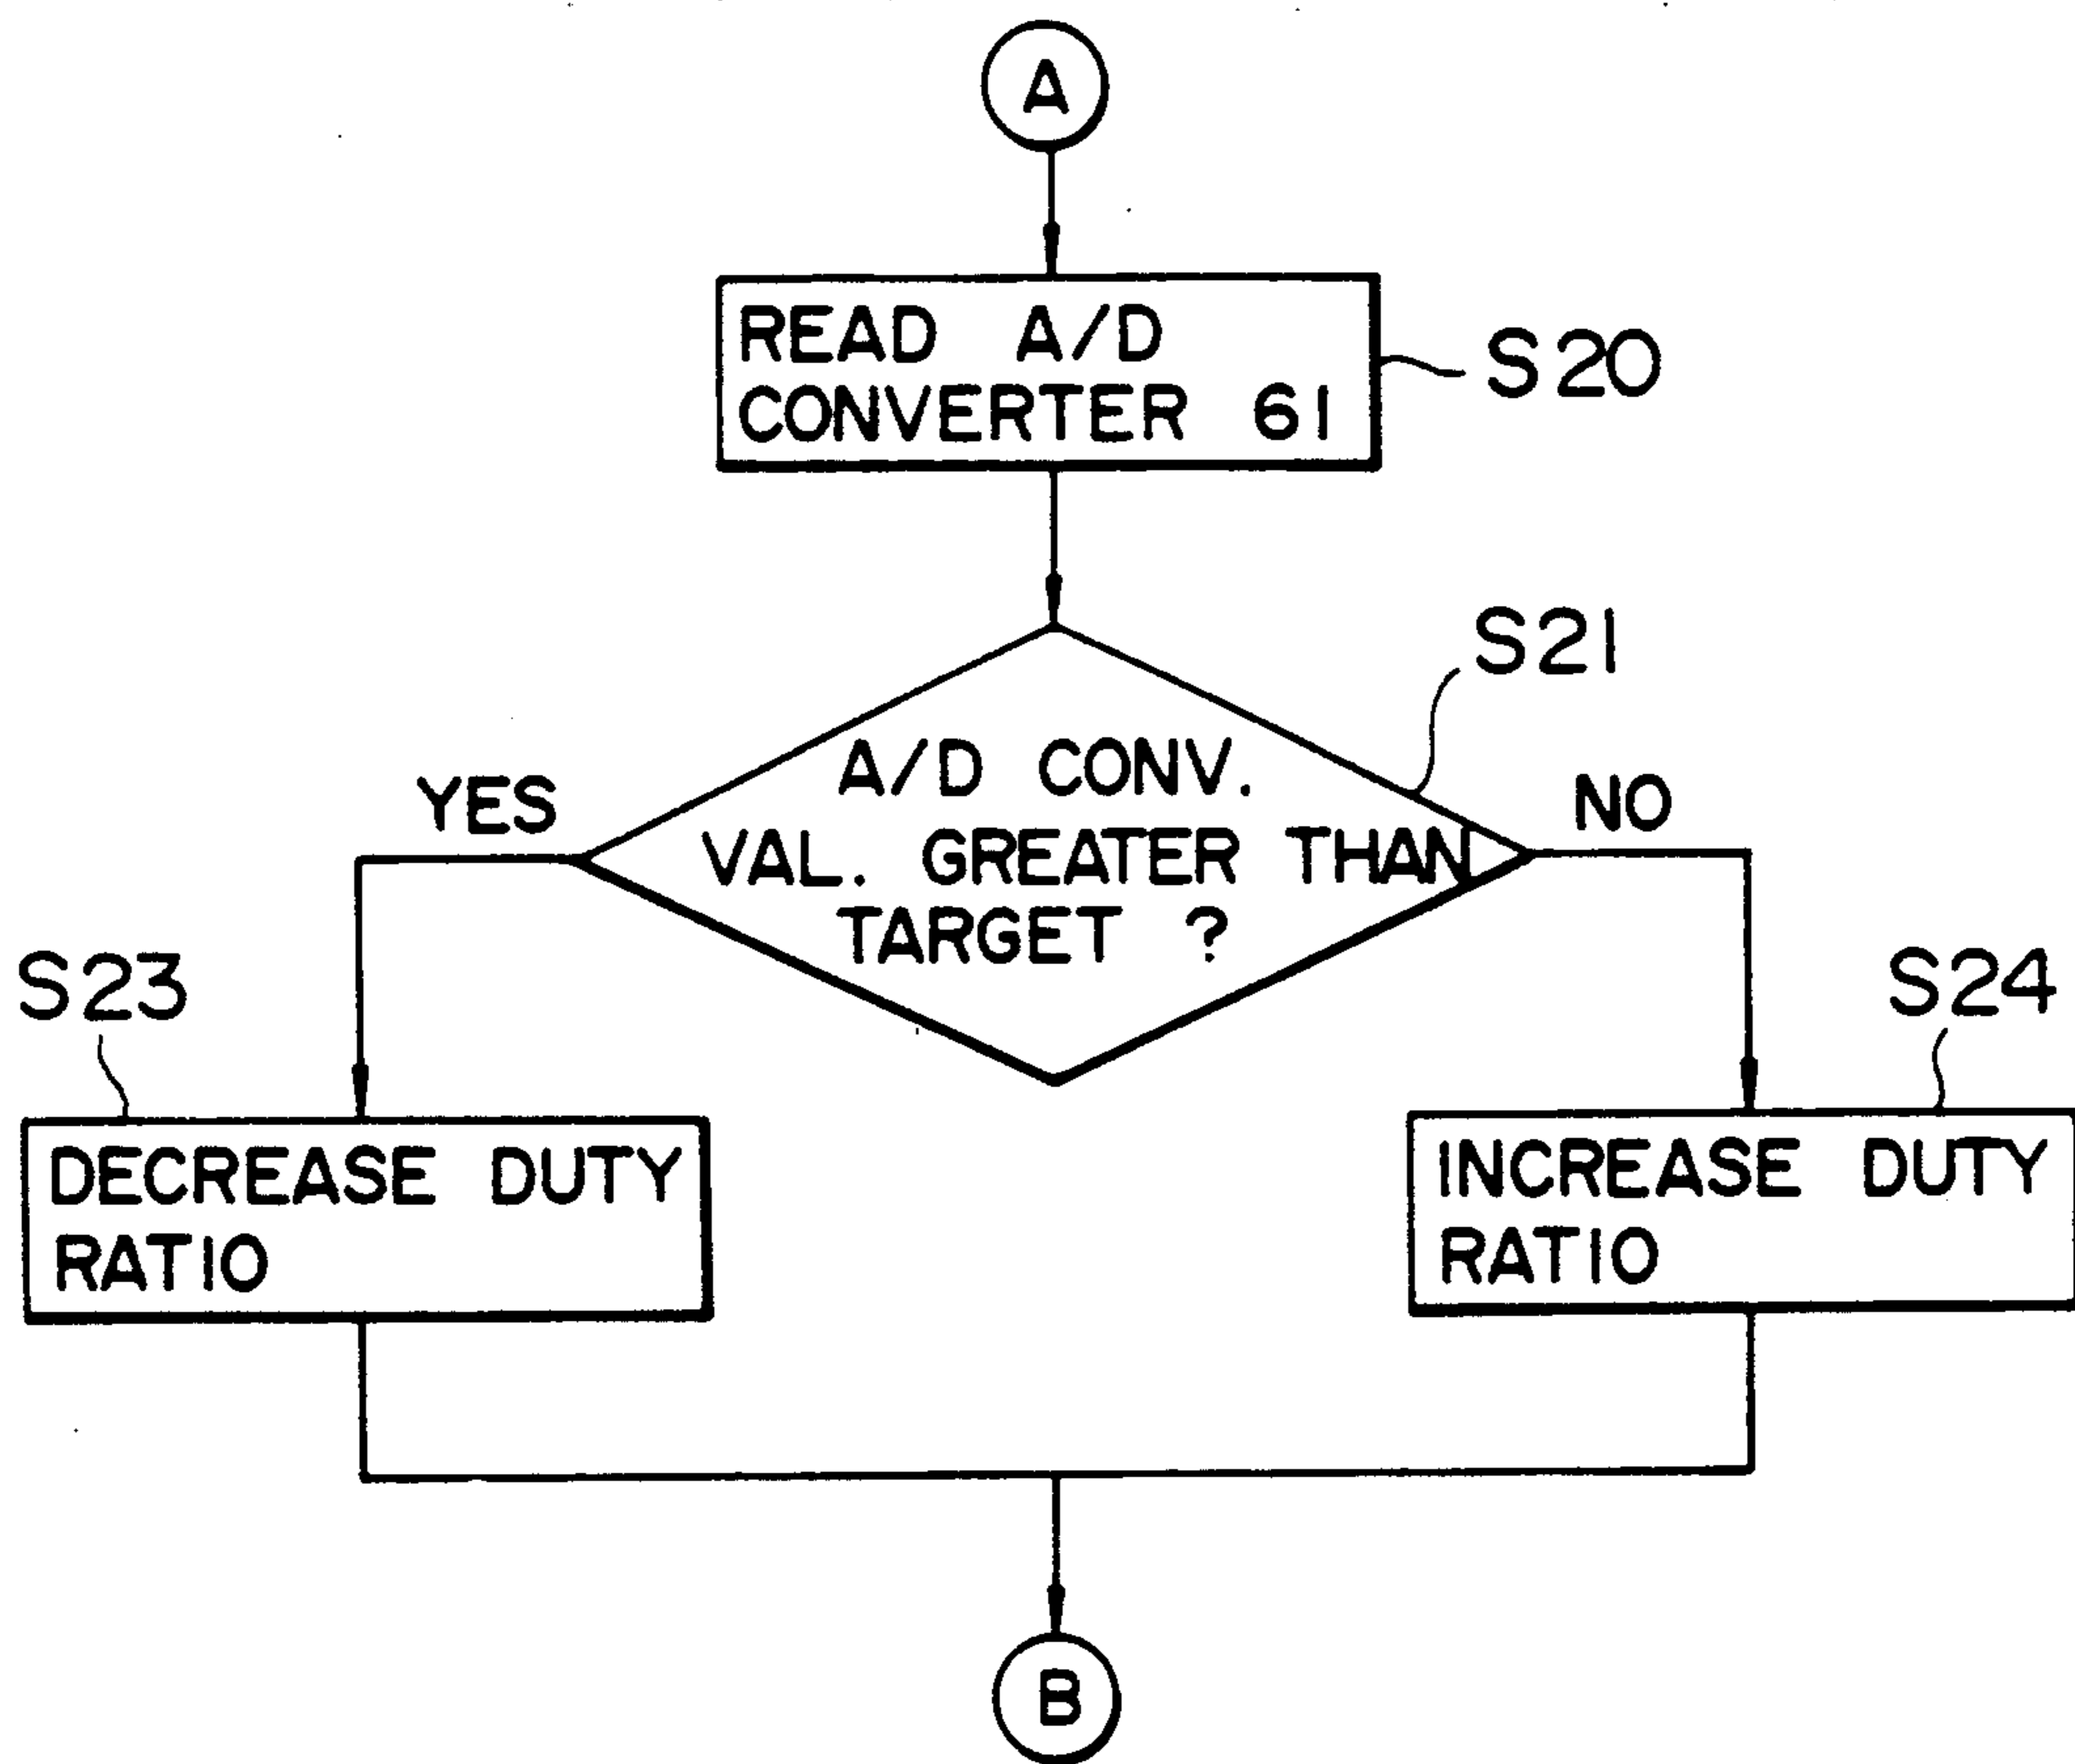 A
READ A/D
CONVERTER 61
S20
S21
A/D CONV.
VAL. GREATER THAN
TARGET ?
YES
NO
S23
S24
DECREASE DUTY
RATIO
INCREASE DUTY
RATIO
B